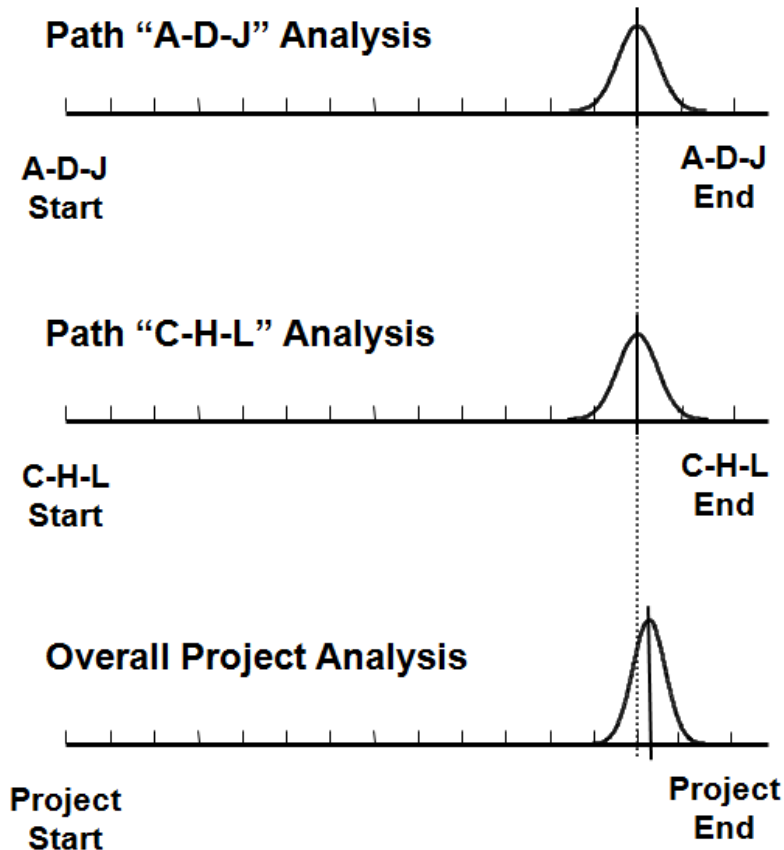 Path “A-D-J” Analysis
A-D-J
Start
A-D-J
End
Path “C-H-L” Analysis
C-H-L
Start
C-H-L
End
Overall Project Analysis
Project
Start
Project
End